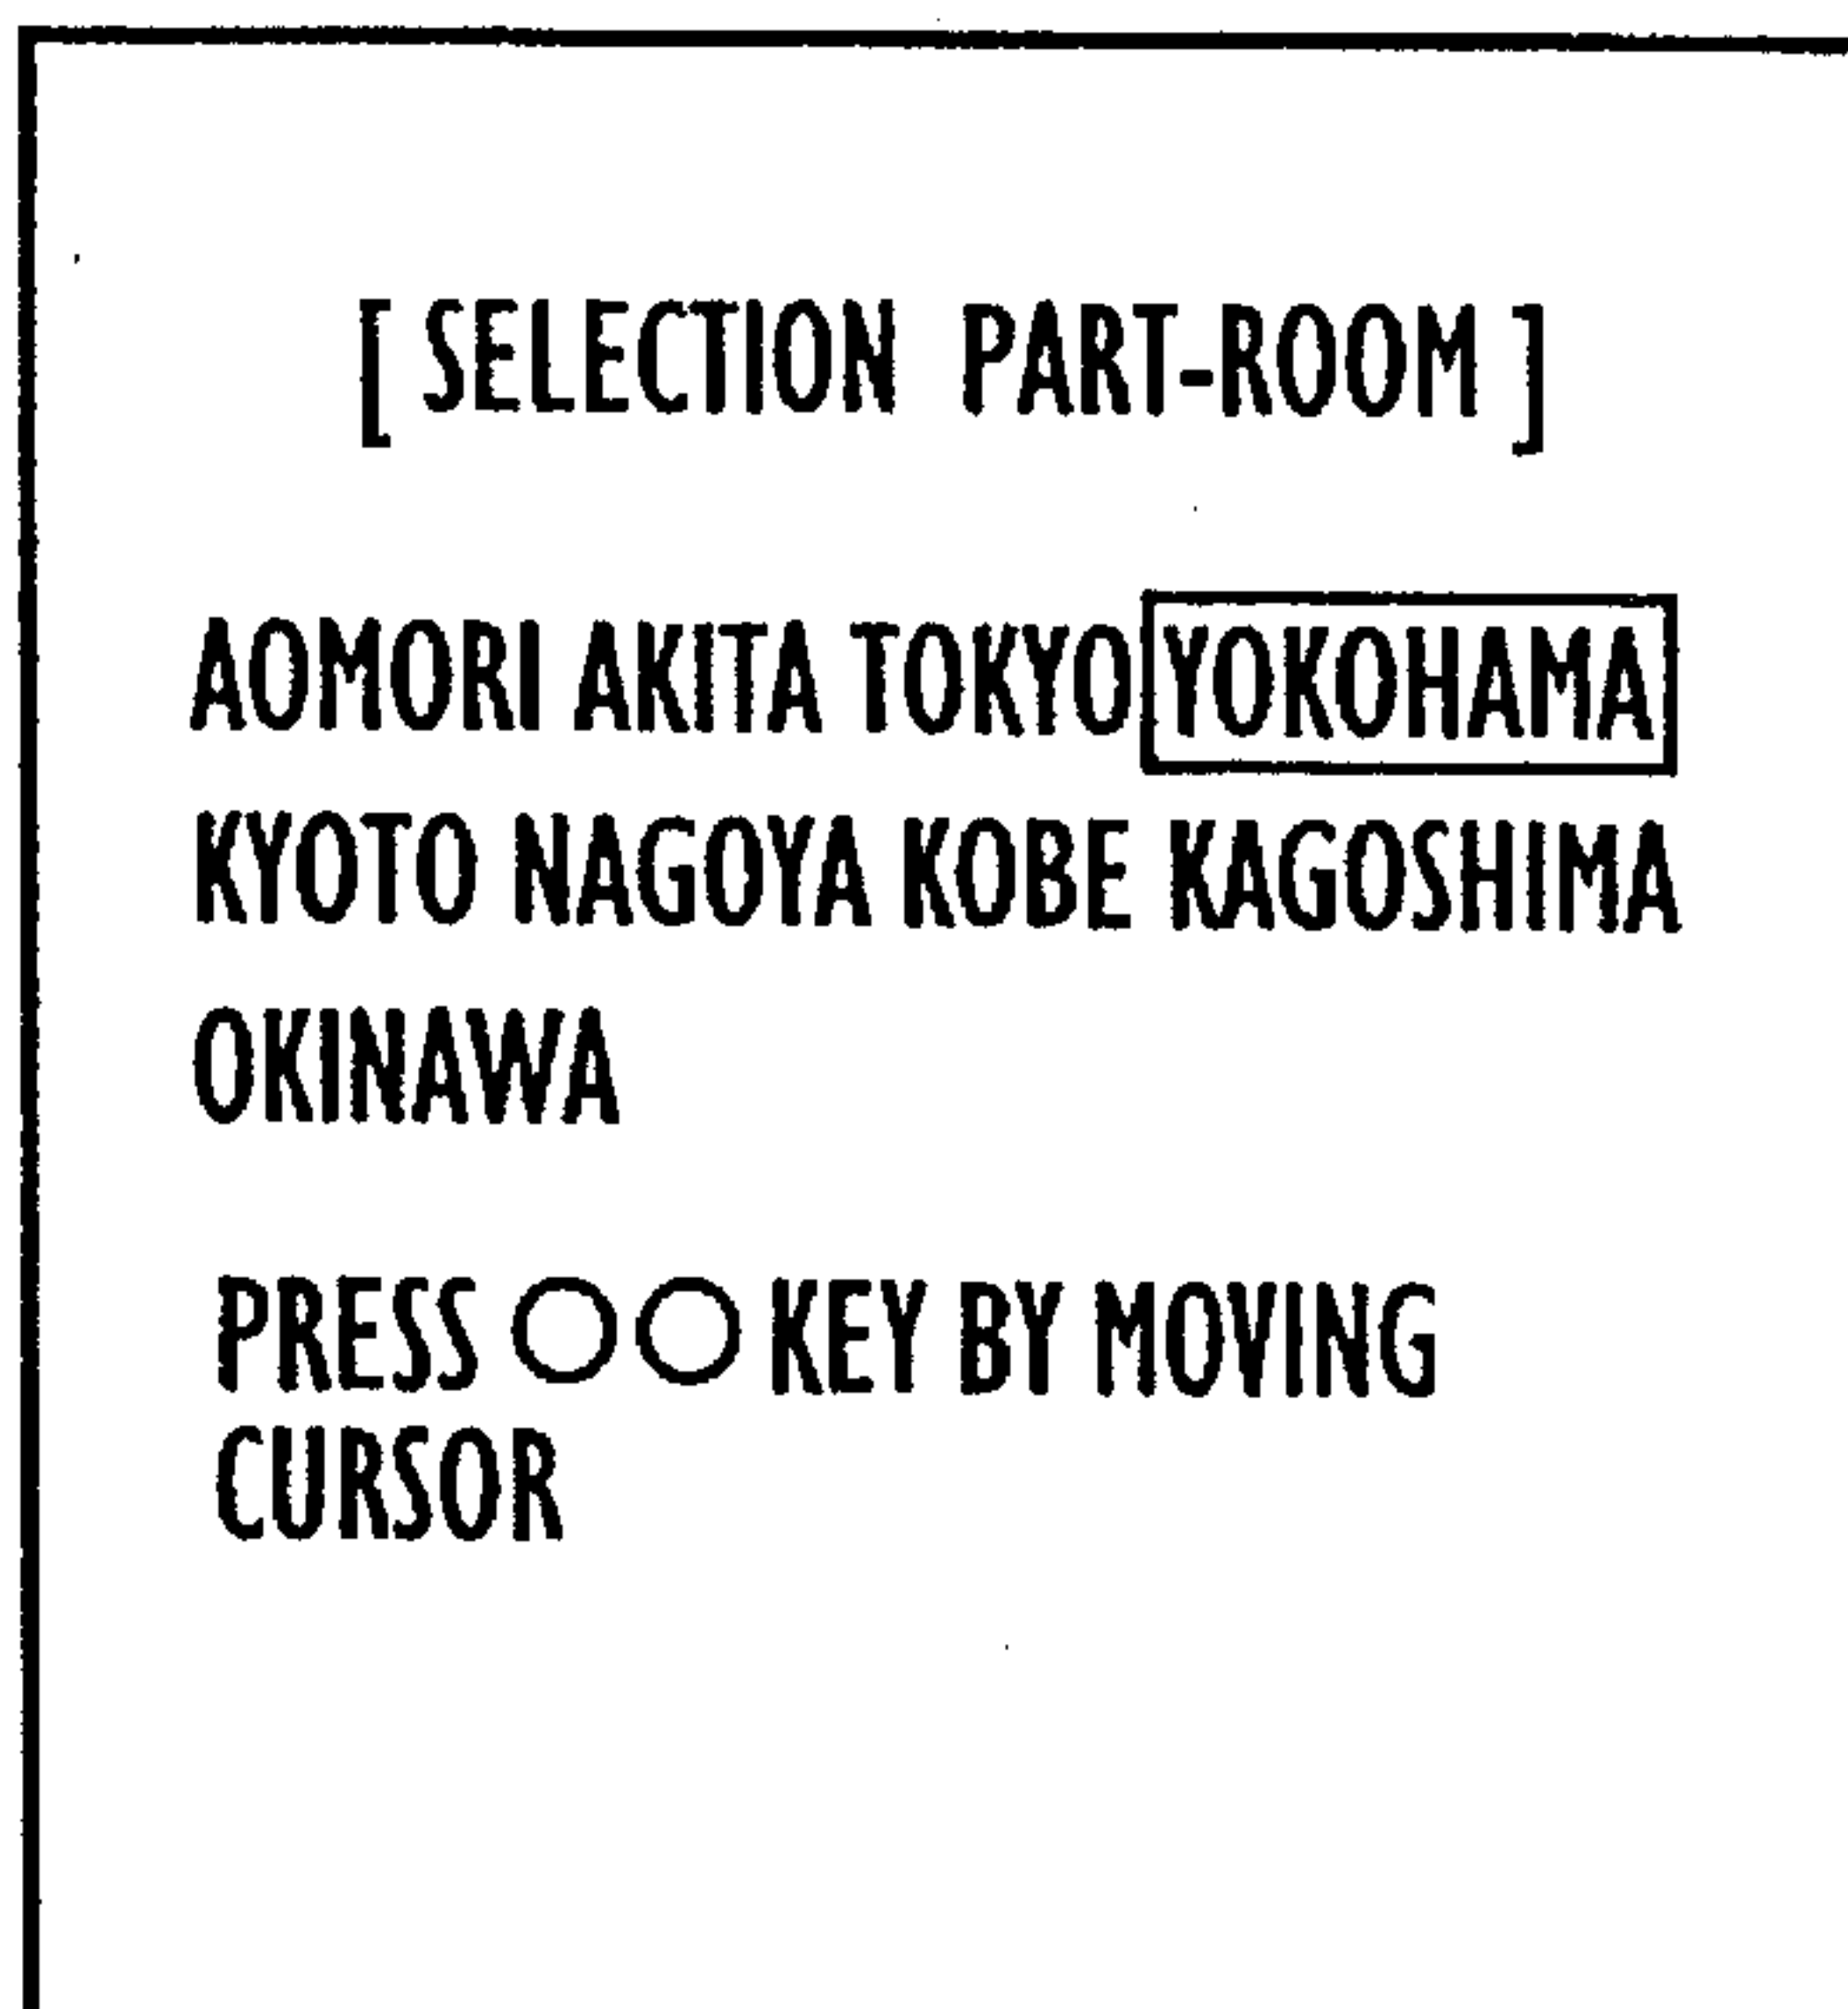 [ SELECTION PART-ROOM ]
AOMORI AKITA TOKYO YOKOHAMA
KYOTO NAGOYA KOBE KAGOSHIMA
OKINAWA
PRESS ○○ KEY BY MOVING
CURSOR